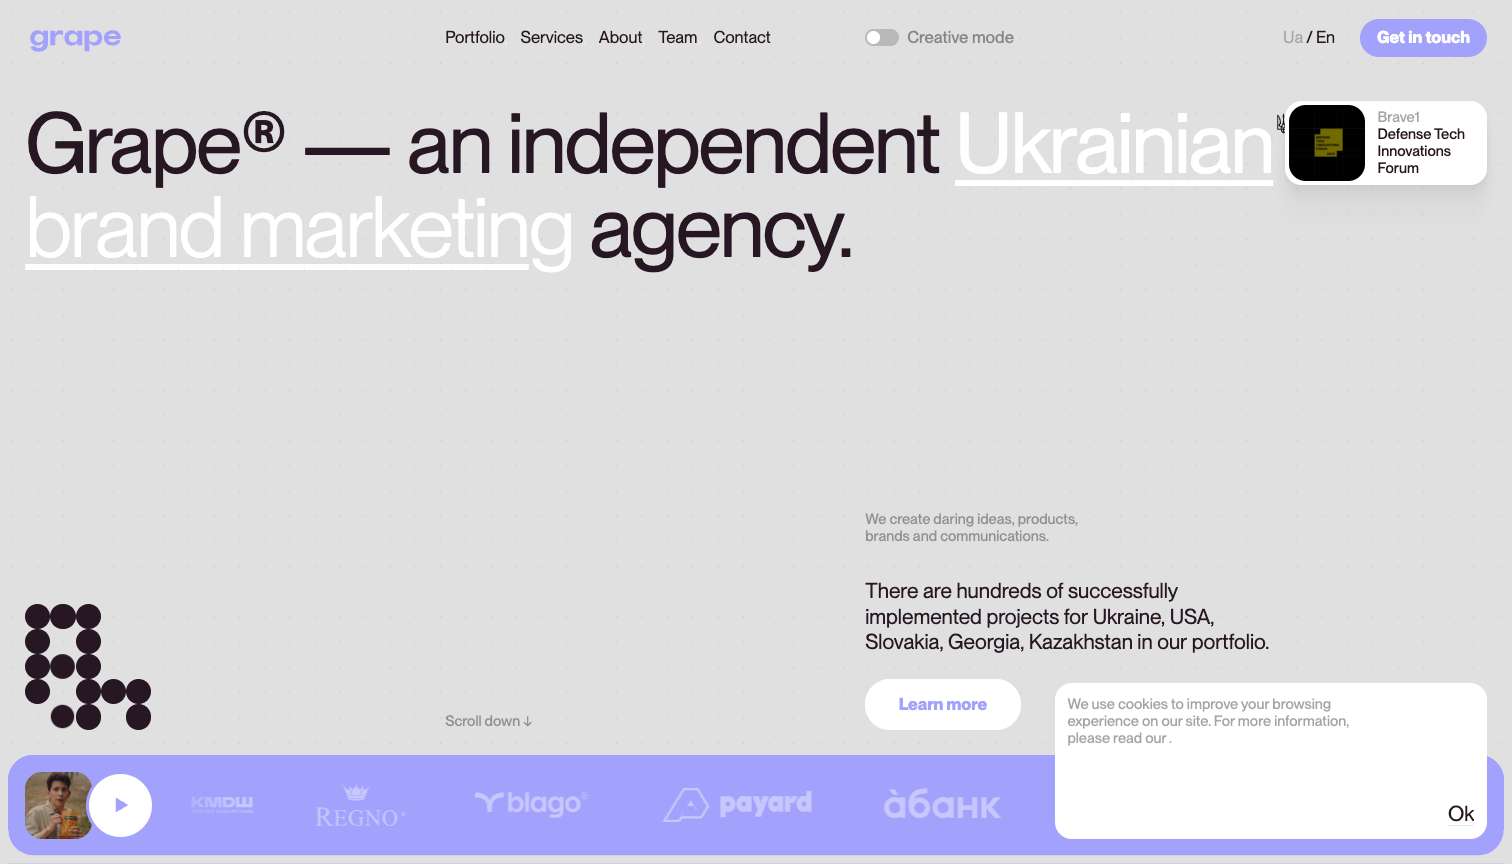 grape
Portfolio Services About Team Contact
Creative mode
Ua / En
Get in touch
Grape® — an independent Ukrainian
brand marketing agency.
Brave1
Defense Tech
Innovations
Forum
We create daring ideas, products,
brands and communications.
There are hundreds of successfully
implemented projects for Ukraine, USA,
Slovakia, Georgia, Kazakhstan in our portfolio.
Learn more
Scroll down ↓
We use cookies to improve your browsing
experience on our site. For more information,
please read our .
Ok
KMDW
REGNO
blago®
payard
àбанк